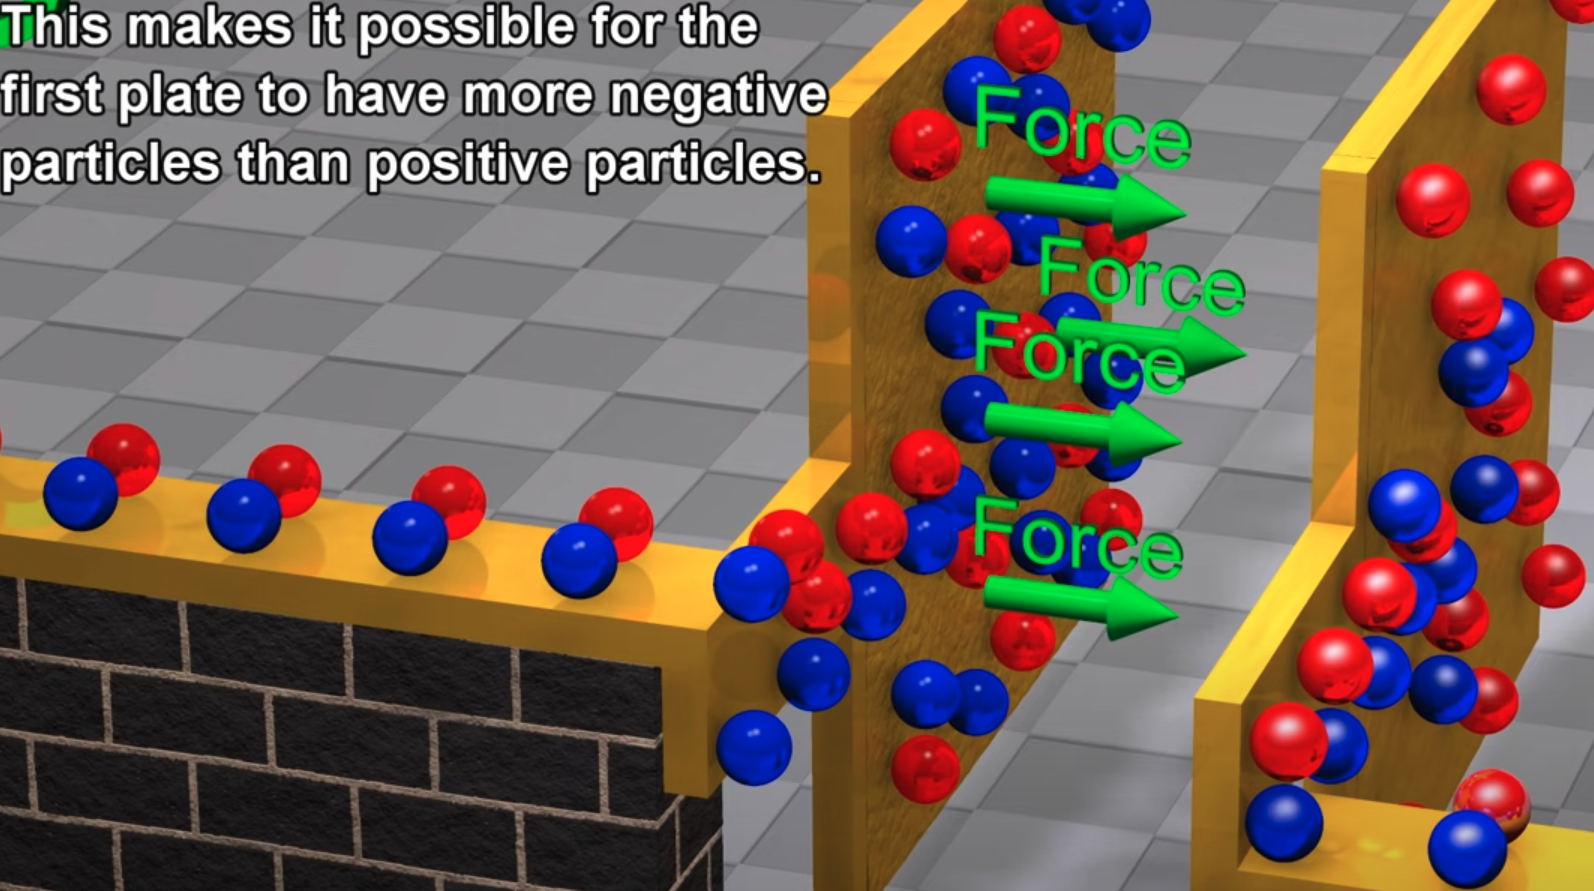 This makes it possible for the
first plate to have more negative
particles than positive particles.
Force
Force
Force
Force